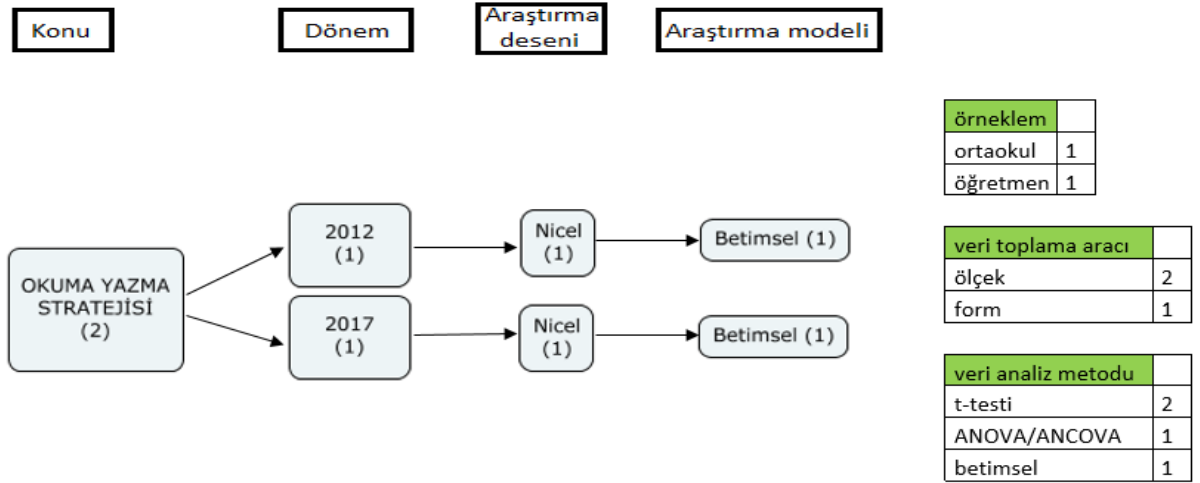 Konu
Dönem
Araştırma
deseni
Araştırma modeli
OKUMA YAZMA
STRATEJİSİ
(2)
2012
(1)
Nicel
(1)
Betimsel (1)
2017
(1)
Nicel
(1)
Betimsel (1)
örneklem
ortaokul 1
öğretmen 1
veri toplama aracı
ölçek 2
form 1
veri analiz metodu
t-testi 2
ANOVA/ANCOVA 1
betimsel 1